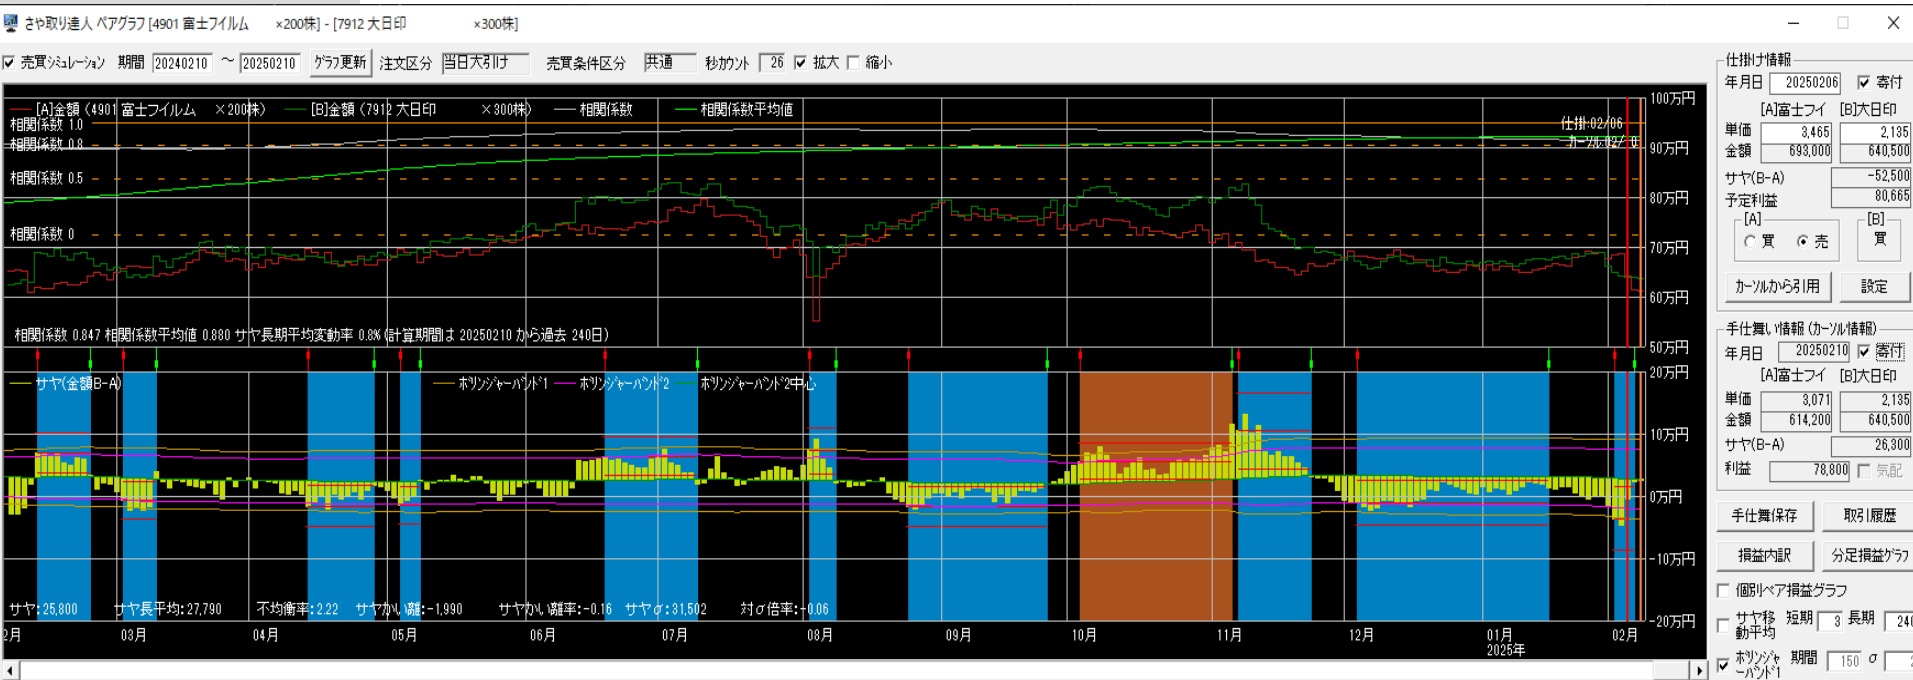 さや取り達人 ペアグラフ [4901 富士フイルム ×200株] - [7912 大日印 ×300株]
売買シミュレーション 期間 20240210 ～ 20250210 グラフ更新 注文区分 当日大引け 売買条件区分 共通 秒カウント 26 拡大 縮小
[A]金額 (4901 富士フイルム ×200株) [B]金額 (7912 大日印 ×300株) 相関係数 相関係数平均値
相関係数 1.0
相関係数 0.8
相関係数 0.5
相関係数 0
仕掛:02/06
100万円
90万円
80万円
70万円
60万円
50万円
相関係数 0.847 相関係数平均値 0.880 サヤ長期平均変動率 0.8% (計算期間は 20250210 から過去 240日)
サヤ(金額B-A) ボリンジャーバンド1 ボリンジャーバンド2 ボリンジャーバンド2中心
20万円
10万円
0万円
-10万円
-20万円
サヤ:25,800 サヤ長平均:27,790 不均衡率:2.22 サヤかい離:-1,990 サヤかい離率:-0.16 サヤσ:31,502 対σ倍率:-0.06
2月 03月 04月 05月 06月 07月 08月 09月 10月 11月 12月 01月 02月
2025年
仕掛け情報
年月日 20250206 寄付
[A]富士フイ [B]大日印
単価 3,465 2,135
金額 693,000 640,500
サヤ(B-A) -52,500
予定利益 80,665
[A] [B]
買 売 買
カーソルから引用 設定
手仕舞い情報 (カーソル情報)
年月日 20250210 寄付
[A]富士フイ [B]大日印
単価 3,071 2,135
金額 614,200 640,500
サヤ(B-A) 26,300
利益 78,800 気配
手仕舞保存 取引履歴
損益内訳 分足損益グラフ
個別ペア損益グラフ
サヤ移動平均 短期 3 長期 240
ボリンジャーバンド1 期間 150 σ